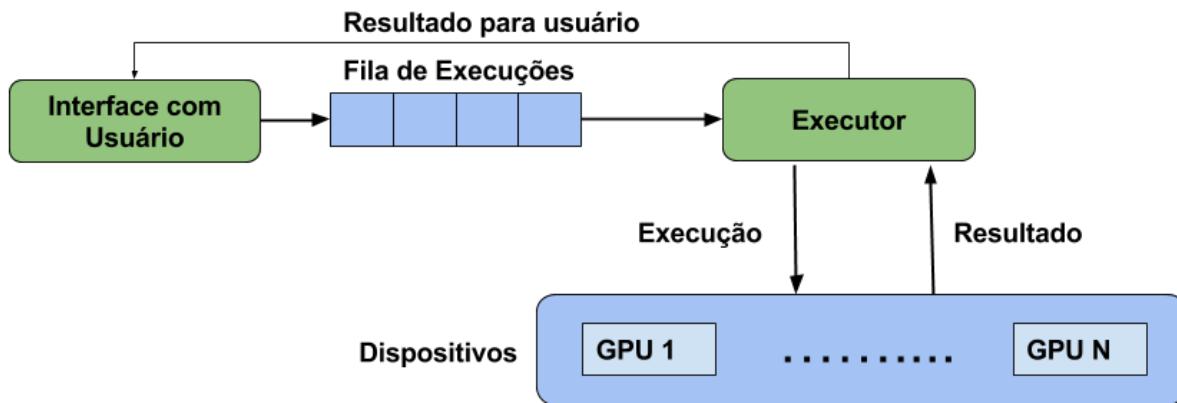 Resultado para usuário
Fila de Execuções
Interface com
Usuário
Executor
Execução
Resultado
Dispositivos
GPU 1
GPU N